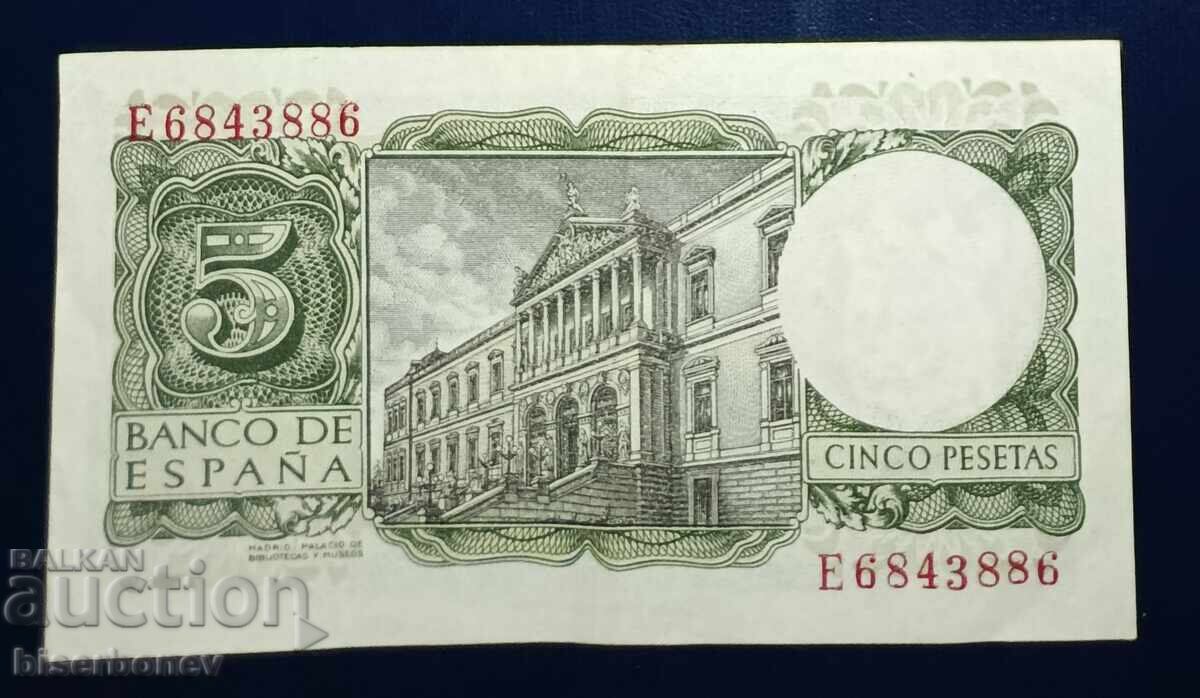 E6843886
5
BANCO DE
ESPAÑA
CINCO PESETAS
MADRID PALACIO DE
BIBLIOTECAS Y MUSEOS
E6843886
BALKAN
auction
biserbonev